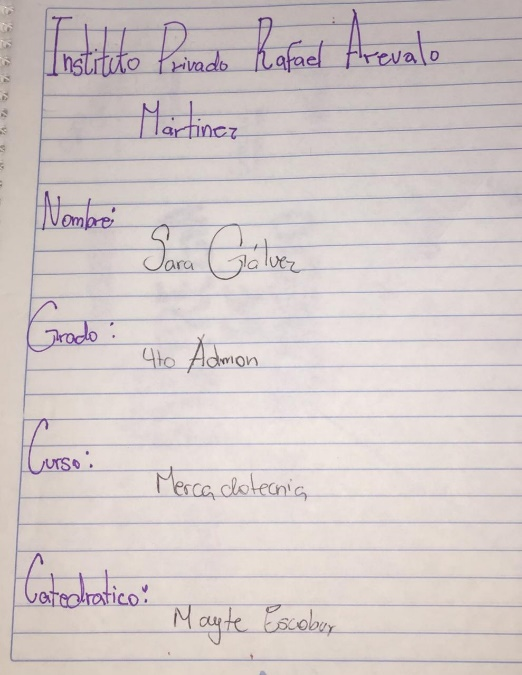 Instituto Privado Rafael Arevalo
Martinez
Nombre:
Sara Gálvez
Grado:
4to Admon
Curso:
Mercadotecnia
Catedratico:
Mayte Escobar